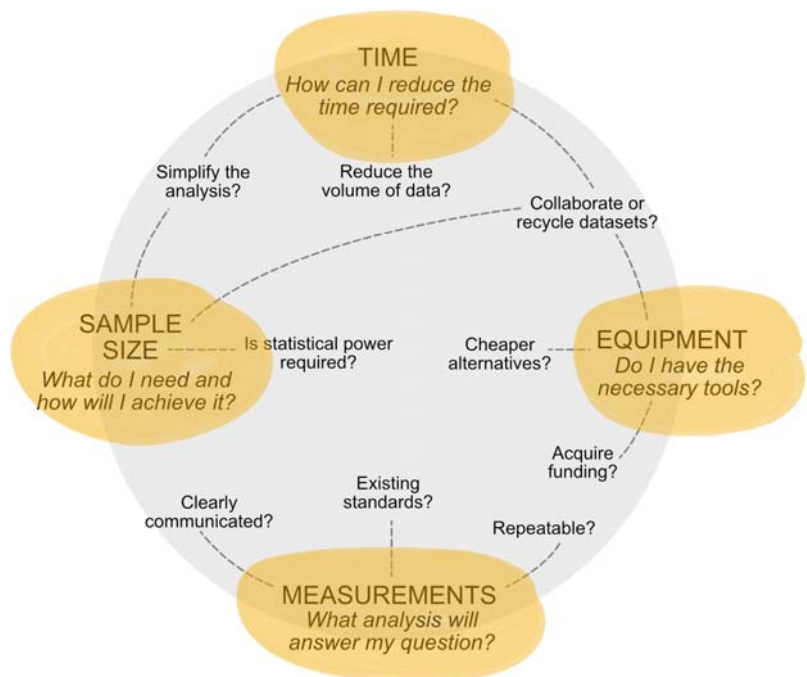 TIME
How can I reduce the
time required?
Simplify the
analysis?
Reduce the
volume of data?
Collaborate or
recycle datasets?
SAMPLE
SIZE
What do I need and
how will I achieve it?
Is statistical power
required?
Cheaper
alternatives?
EQUIPMENT
Do I have the
necessary tools?
Acquire
funding?
Clearly
communicated?
Existing
standards?
Repeatable?
MEASUREMENTS
What analysis will
answer my question?